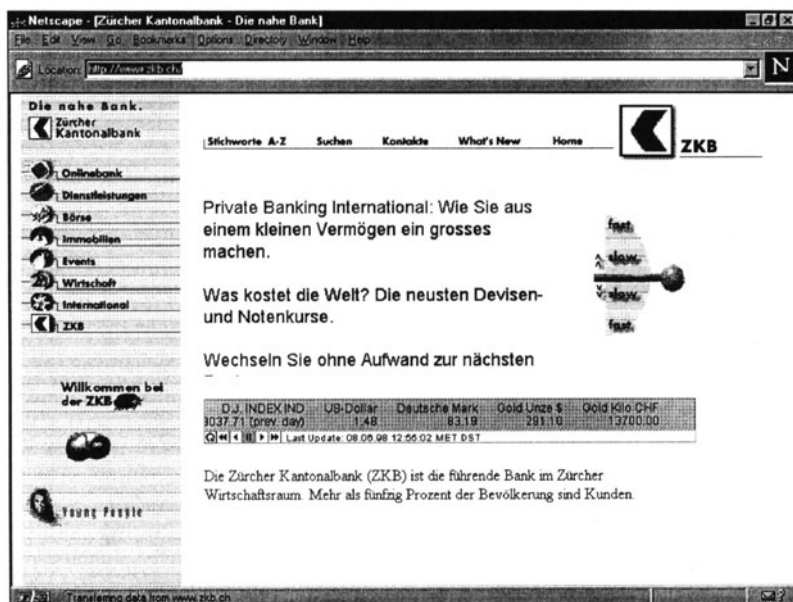 Netscape - [Zürcher Kantonalbank - Die nahe Bank]
File Edit View Go Bookmarks Options Directory Window Help
Location: http://www.zkb.ch/
N
Die nahe Bank.
Zürcher
Kantonalbank
Onlinebank
Dienstleistungen
Börse
Immobilien
Events
Wirtschaft
International
ZKB
Willkommen bei
der ZKB
Young People
Stichworte A-Z Suchen Kontakte What's New Home
ZKB
Private Banking International: Wie Sie aus
einem kleinen Vermögen ein grosses
machen.
Was kostet die Welt? Die neusten Devisen-
und Notenkurse.
Wechseln Sie ohne Aufwand zur nächsten
fast
slow
slow
fast
D.J. INDEX IND US-Dollar Deutsche Mark Gold Unze $ Gold Kilo CHF
9037.71 (prev. day) 1.48 83.19 291.10 13700.00
Last Update: 08.06.98 12:56:02 MET DST
Die Zürcher Kantonalbank (ZKB) ist die führende Bank im Zürcher
Wirtschaftsraum. Mehr als fünfzig Prozent der Bevölkerung sind Kunden.
Transferring data from www.zkb.ch